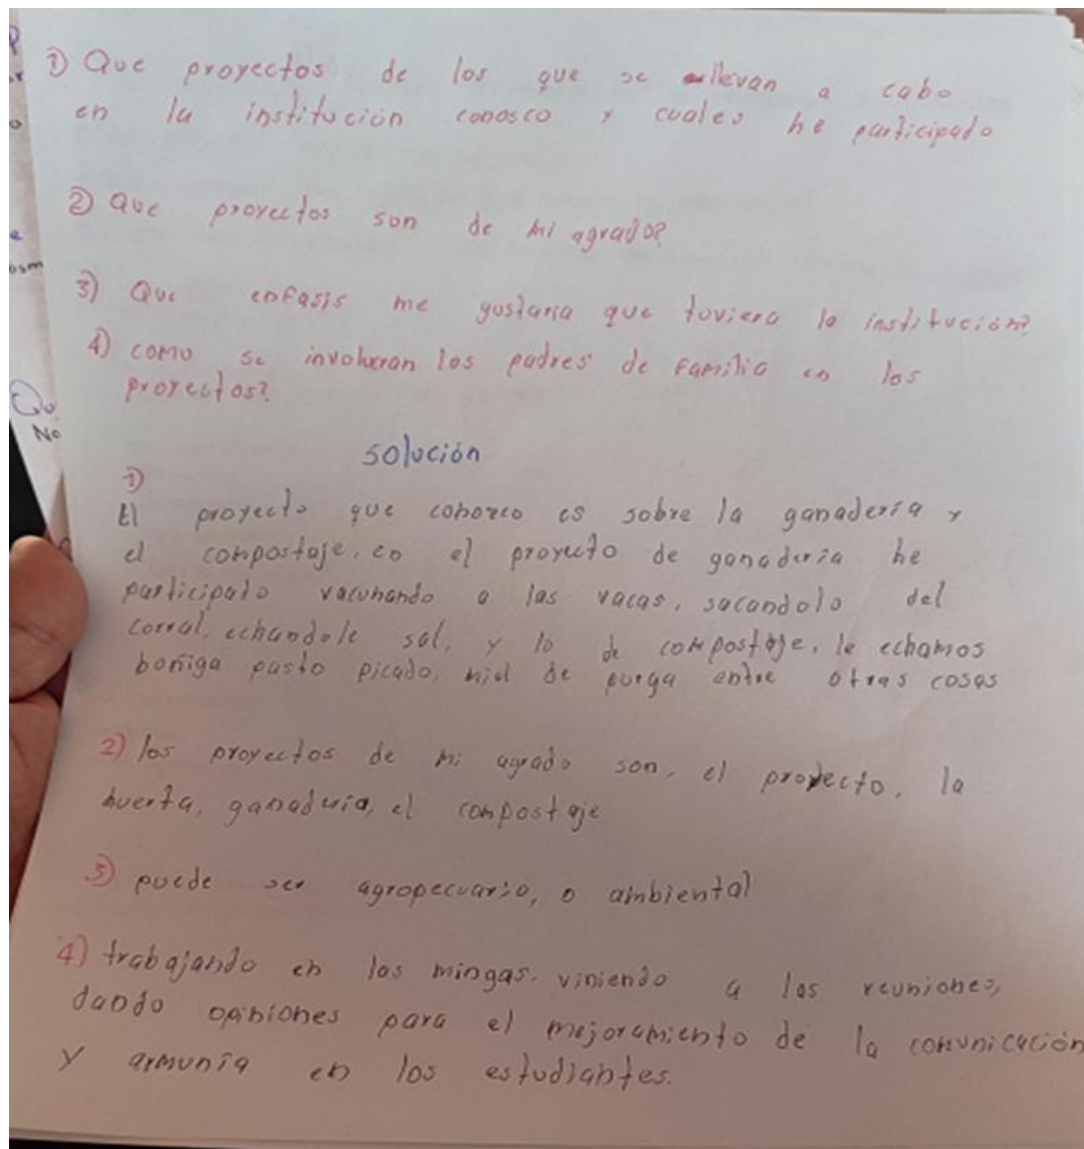 1) Que proyectos de los que se llevan a cabo
en la institución conosco y cuales he participado
2) Que proyectos son de mi agrado?
3) Que enfasis me gustaria que tuviera la institución?
4) como se involucran los padres de familia en los
proyectos?
solución
1)
El proyecto que conozco es sobre la ganadería y
el compostaje, en el proyecto de ganaderia he
participado vacunando a las vacas, sacandolo del
corral, echandole sal, y lo de compostaje, le echamos
boñiga pasto picado, miel de purga entre otras cosas
2) los proyectos de mi agrado son, el proyecto, la
huerta, ganaderia, el compostaje
3) puede ser agropecuario, o ambiental
4) trabajando en las mingas, viniendo a las reuniones,
dando opiniones para el mejoramiento de la comunicación
y armunía en los estudiantes.